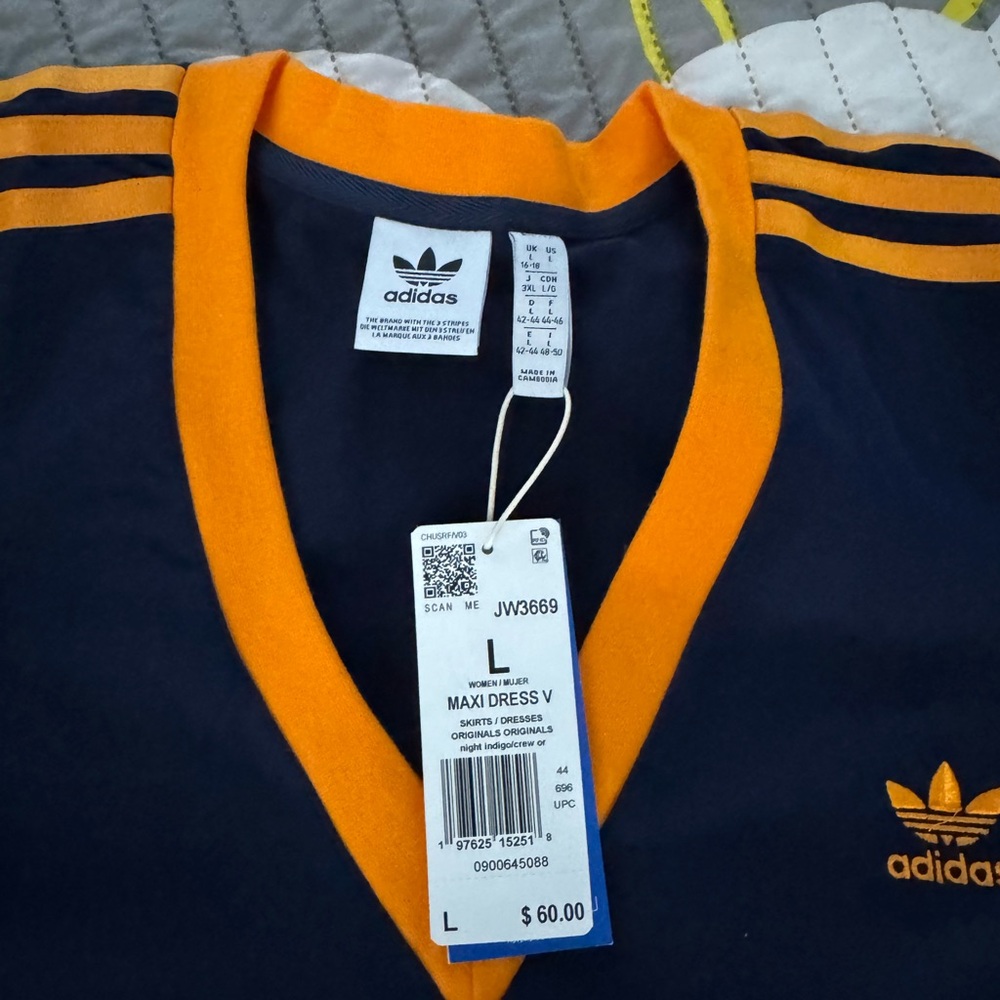 adidas
THE BRAND WITH THE 3 STRIPES
DIE WELTMARKE MIT DEN 3 STREIFEN
LA MARQUE AUX 3 BANDES
UK US
L L
16-18
J CDH
3XL L/G
D F
L L
42-44 44-46
E I
L L
42-44 48-50
MADE IN
CAMBODIA
CHUSRF/V03
SCAN ME
JW3669
L
WOMEN / MUJER
MAXI DRESS V
SKIRTS / DRESSES
ORIGINALS ORIGINALS
night indigo/crew or
44
696
UPC
1 97625 15251 8
0900645088
L $ 60.00
adidas